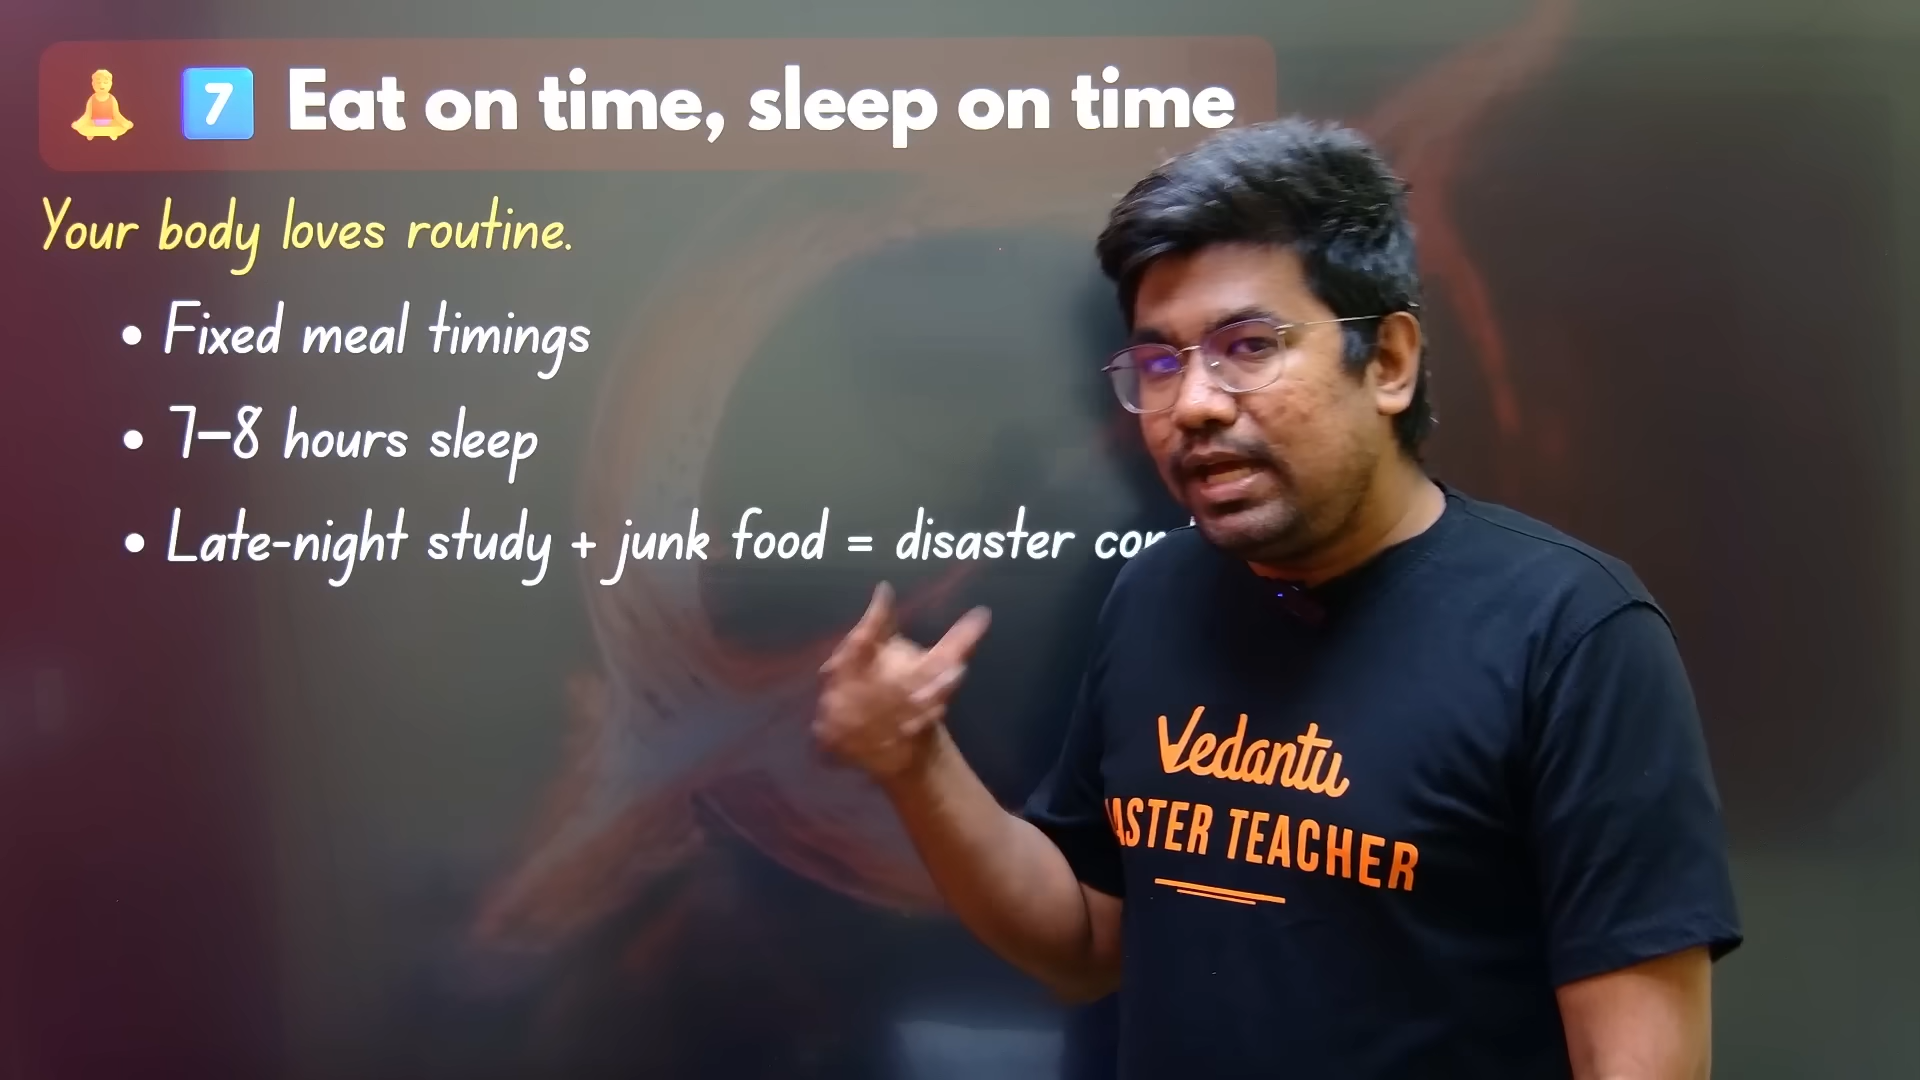 7 Eat on time, sleep on time
Your body loves routine.
• Fixed meal timings
• 7–8 hours sleep
• Late-night study + junk food = disaster
Vedantu
TEACHER